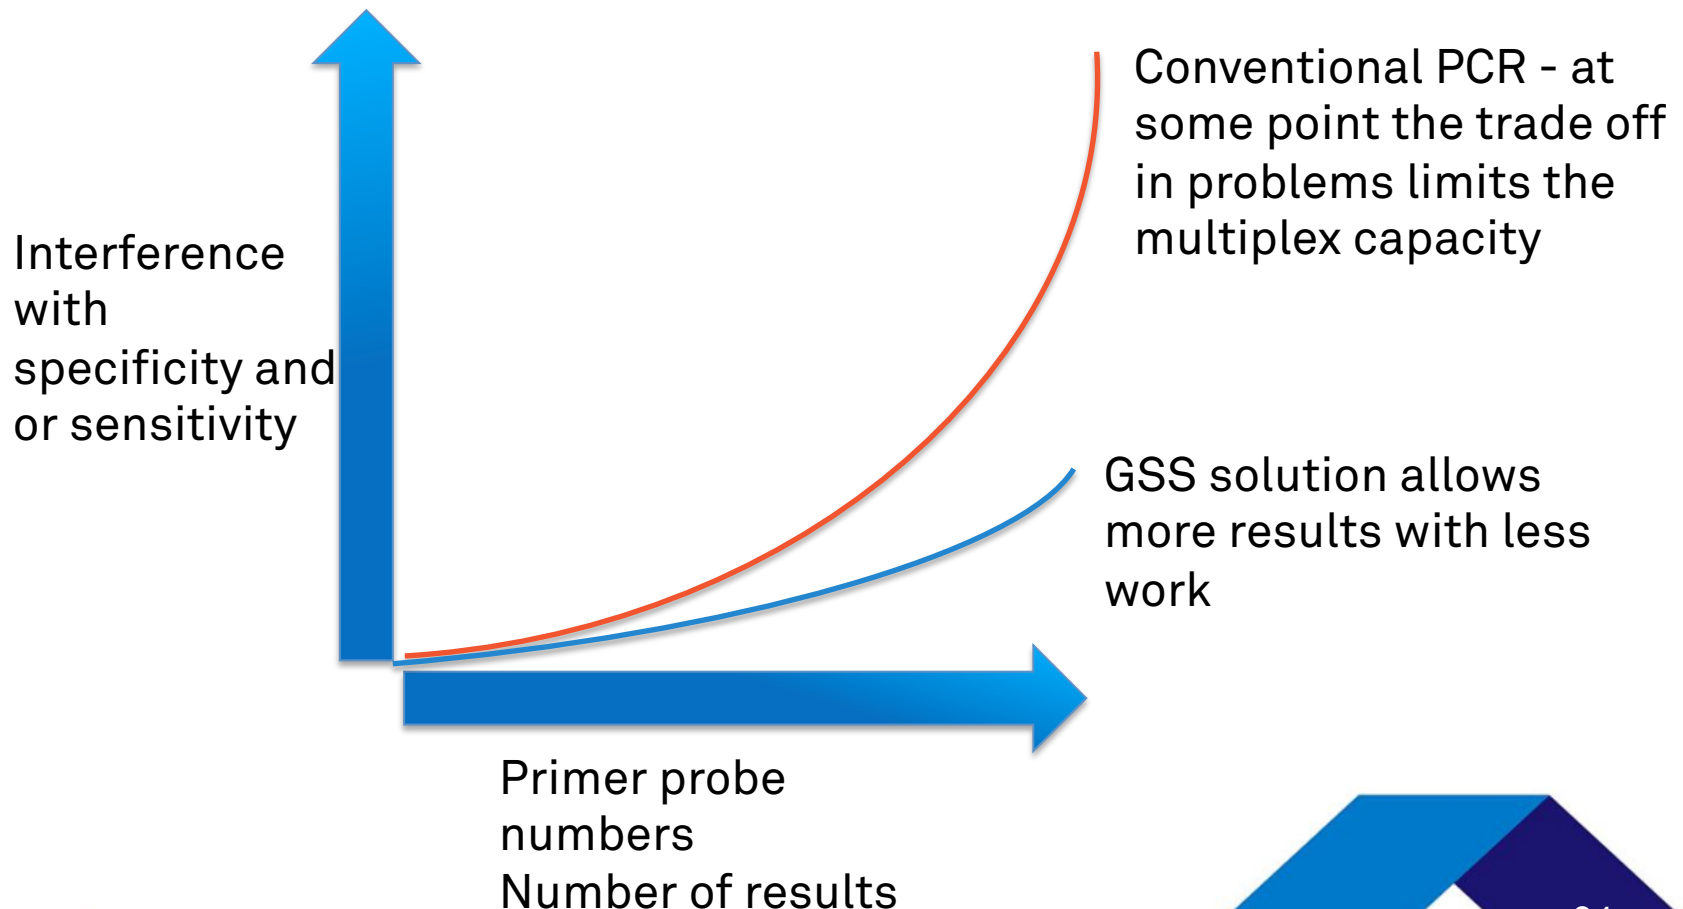 Conventional PCR - at
some point the trade off
in problems limits the
multiplex capacity
Interference
with
specificity and
or sensitivity
GSS solution allows
more results with less
work
Primer probe
numbers
Number of results